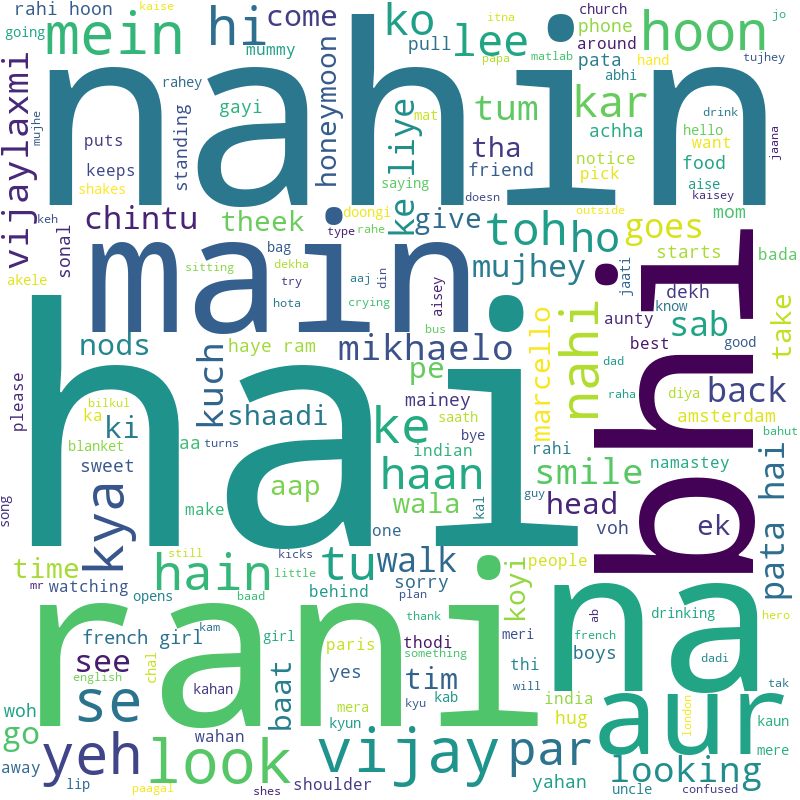 rahi hoon
kaise
going
mein
hi
come
mummy
ko
lee
itna
papa
pull
church
phone
around
pata
matlab
abhi
hand
hoon
jo
looking
tujhey
nahin
vijaylaxmi
mujhe
standing
rahey
gayi
honeymoon
puts
keeps
shakes
ke liye
mat
saying
tum
tha
friend
kar
achha
notice
pick
doesn
drink
hello
want
food
aise
kaisey
jaana
mom
outside
keh
chintu
theek
doongi
type
rahe
give
toh
ho
goes
starts
bada
sonal
akele
main
bag
sitting
dekha
try
hota
aaj
din
crying
bus
aisey
mujhey
jaati
dekh
know
aunty
sab
best
good
take
bhi
please
nods
haye ram
mikhaelo
kuch
pe
marcello
nahi
dad
raha
diya
back
amsterdam
bahut
hai
bilkul
ka
ki
blanket
aa
turns
sweet
shaadi
mainey
saath
ke
indian
bye
rahi
smile
namastey
song
kya
make
aap
haan
wala
kal
guy
head
voh
ek
pata hai
one
time
still
mr
watching
hain
kicks
little
tu
walk
sorry
koyi
people
opens
baad
behind
plan
thank
rani
na
french girl
kam
girl
paris
thodi
something
meri
ab
french
boys
drinking
dadi
hero
see
english
chal
kahan
baat
yes
mera
kyu
tim
kab
will
thi
india
hug
tak
se
woh
go
wahan
kyun
london
kaun
mere
aur
yeh
look
vijay
par
yahan
away
lip
paagal
shes
shoulder
uncle
confused